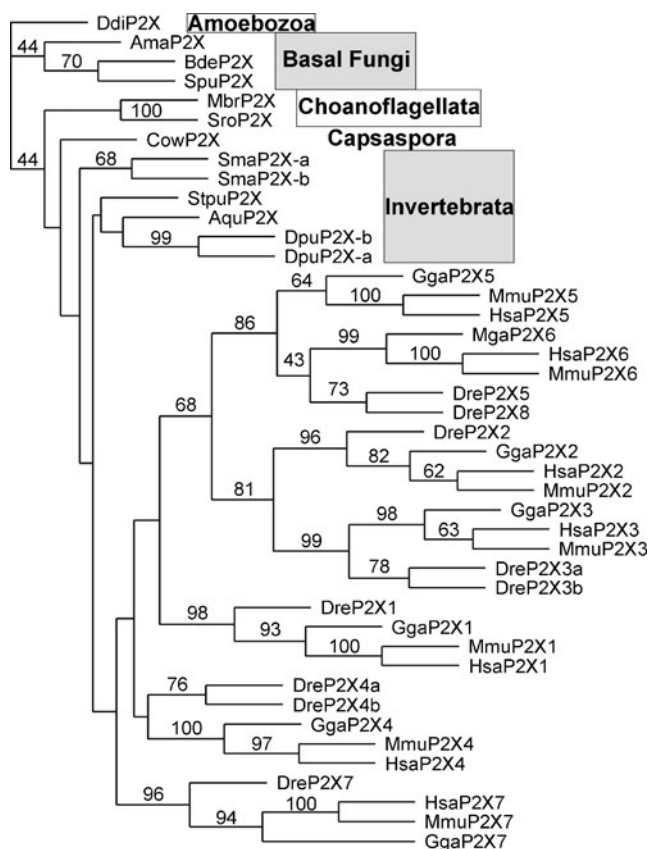 DdiP2X Amoebozoa
44 AmaP2X
70 BdeP2X Basal Fungi
SpuP2X
MbrP2X
100 SroP2X Choanoflagellata
44 CowP2X Capsaspora
68 SmaP2X-a
SmaP2X-b
StpuP2X
AquP2X Invertebrata
99 DpuP2X-b
DpuP2X-a
64 GgaP2X5
100 MmuP2X5
HsaP2X5
86 99 MgaP2X6
43 100 HsaP2X6
MmuP2X6
73 DreP2X5
DreP2X8
68
96 DreP2X2
82 GgaP2X2
62 HsaP2X2
81 MmuP2X2
98 GgaP2X3
63 HsaP2X3
99 MmuP2X3
78 DreP2X3a
DreP2X3b
98 DreP2X1
93 GgaP2X1
100 MmuP2X1
HsaP2X1
76 DreP2X4a
DreP2X4b
100 GgaP2X4
97 MmuP2X4
HsaP2X4
96 DreP2X7
100 HsaP2X7
94 MmuP2X7
GgaP2X7